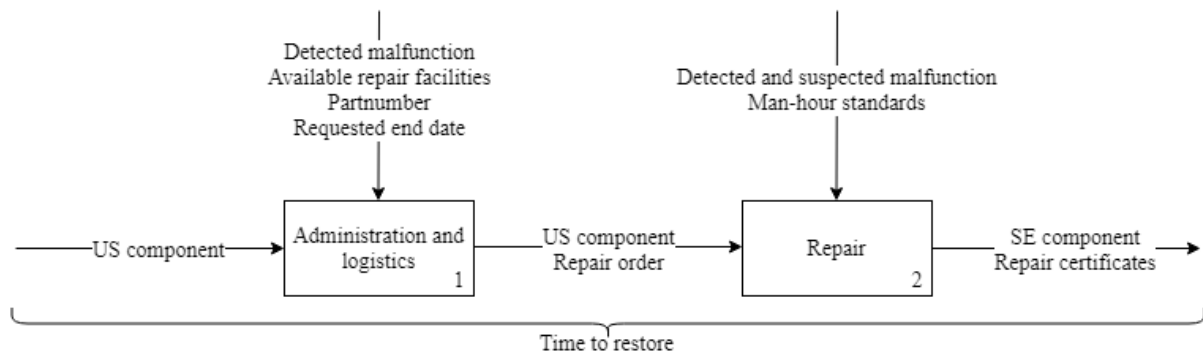 Detected malfunction
Available repair facilities
Partnumber
Requested end date
Detected and suspected malfunction
Man-hour standards
US component
Administration and
logistics
1
US component
Repair order
Repair
2
SE component
Repair certificates
Time to restore